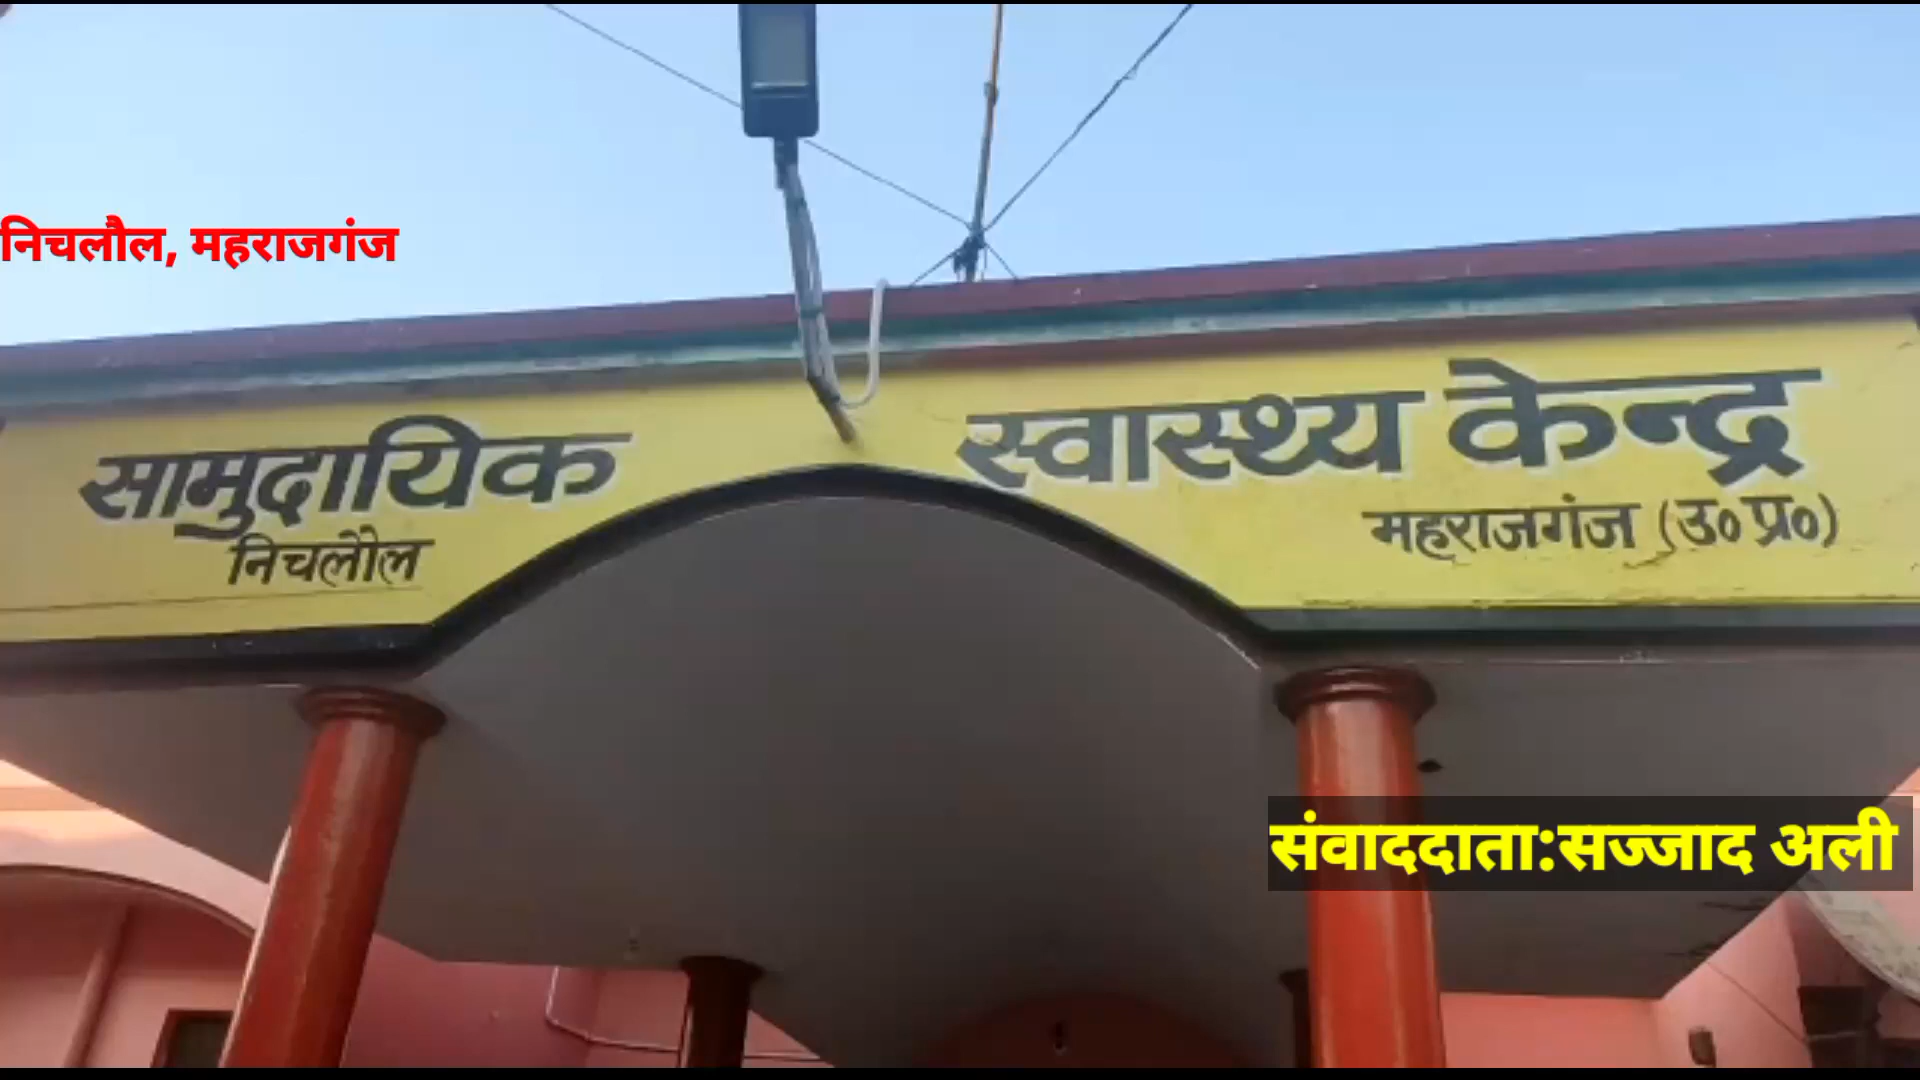 निचलौल, महराजगंज
सामुदायिक स्वास्थ्य केन्द्र
निचलौल महराजगंज (उ० प्र०)
संवाददाता:सज्जाद अली